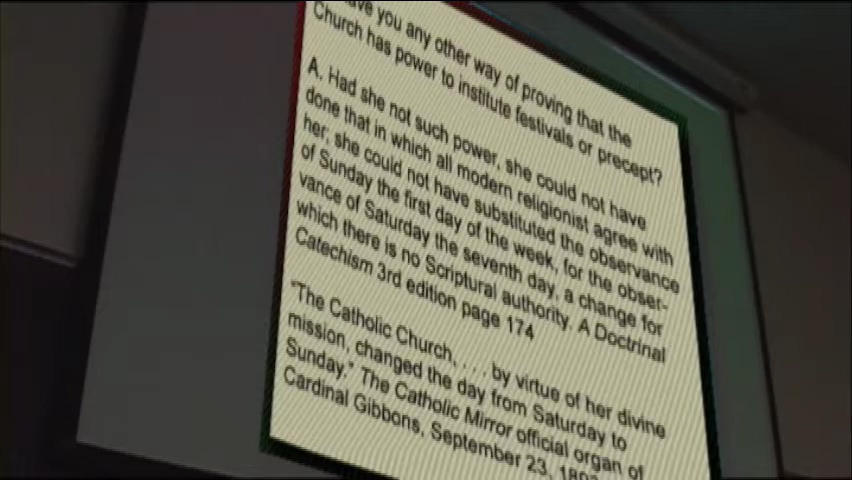 ave you any other way of proving that the
Church has power to institute festivals or precept?
A. Had she not such power, she could not have
done that in which all modern religionist agree with
her; she could not have substituted the observance
of Sunday the first day of the week, for the obser-
vance of Saturday the seventh day, a change for
which there is no Scriptural authority. A Doctrinal
Catechism 3rd edition page 174
"The Catholic Church, . . . by virtue of her divine
mission, changed the day from Saturday to
Sunday." The Catholic Mirror official organ of
Cardinal Gibbons, September 23,